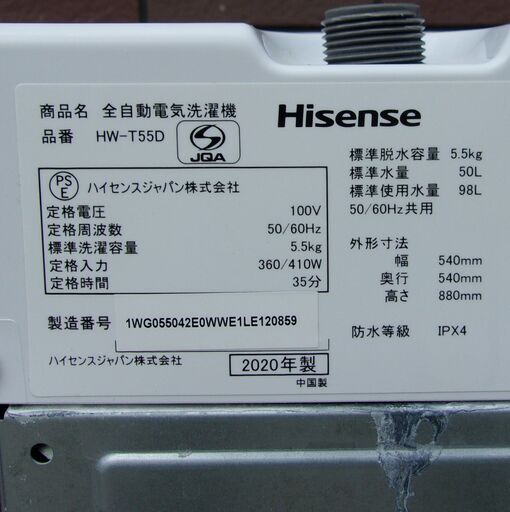 商品名 全自動電気洗濯機
品番 HW-T55D
S
JQA
Hisense
PS
E
ハイセンスジャパン株式会社
定格電圧 100V
定格周波数 50/60Hz
標準洗濯容量 5.5kg
定格入力 360/410W
定格時間 35分
標準脱水容量 5.5kg
標準水量 50L
標準使用水量 98L
50/60Hz共用
外形寸法
幅 540mm
奥行 540mm
高さ 880mm
防水等級 IPX4
製造番号 1WG055042E0WWE1LE120859
ハイセンスジャパン株式会社
2020年製
中国製